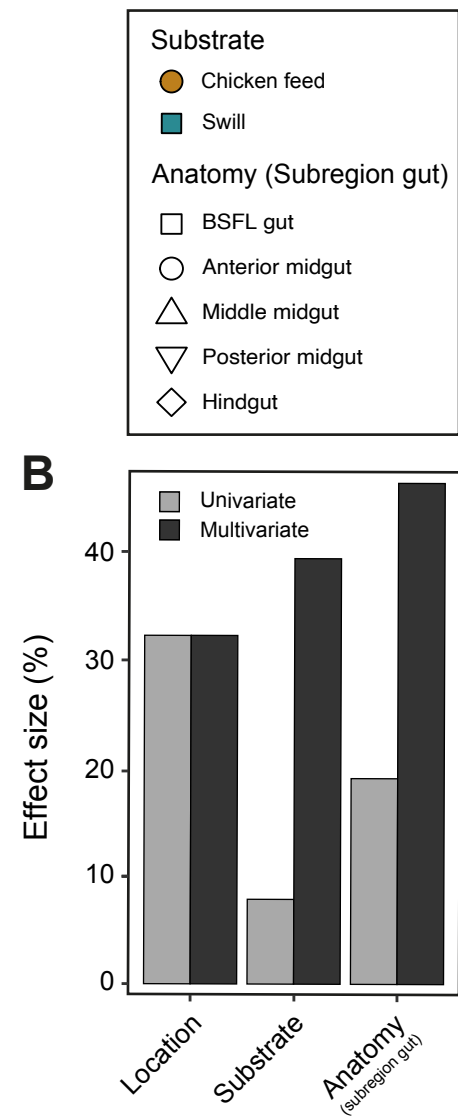 Substrate
Chicken feed
Swill
Anatomy (Subregion gut)
BSFL gut
Anterior midgut
Middle midgut
Posterior midgut
Hindgut
B
Univariate
Multivariate
Effect size (%)
40
30
20
10
0
Location
Substrate
Anatomy
(subregion gut)